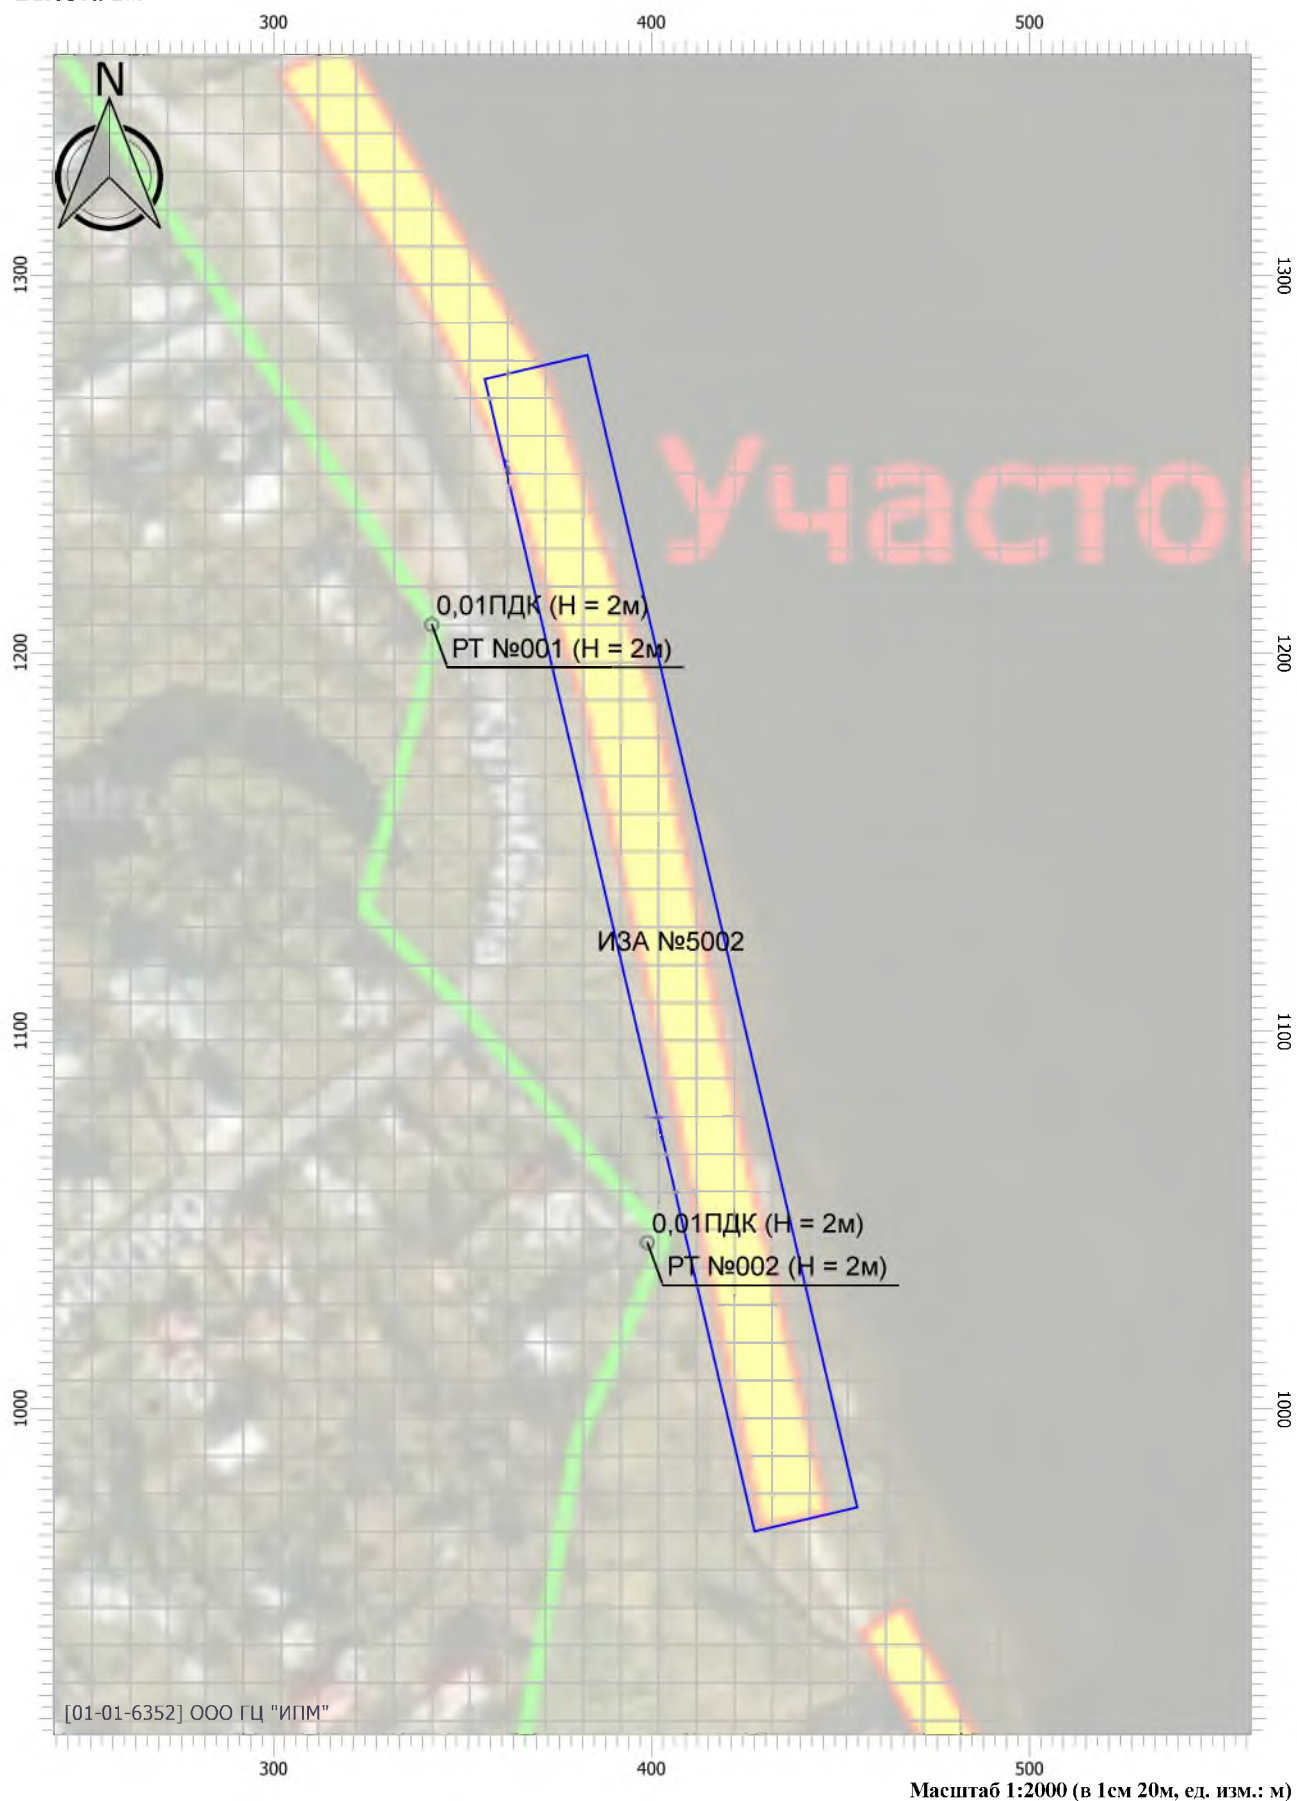 300 400 500
N
1300 1300
Участо
0,01ПДК (Н = 2м)
РТ №001 (Н = 2м)
1200 1200
ИЗА №5002
1100 1100
0,01ПДК (Н = 2м)
РТ №002 (Н = 2м)
1000 1000
[01-01-6352] ООО ГЦ "ИПМ"
300 400 500
Масштаб 1:2000 (в 1см 20м, ед. изм.: м)